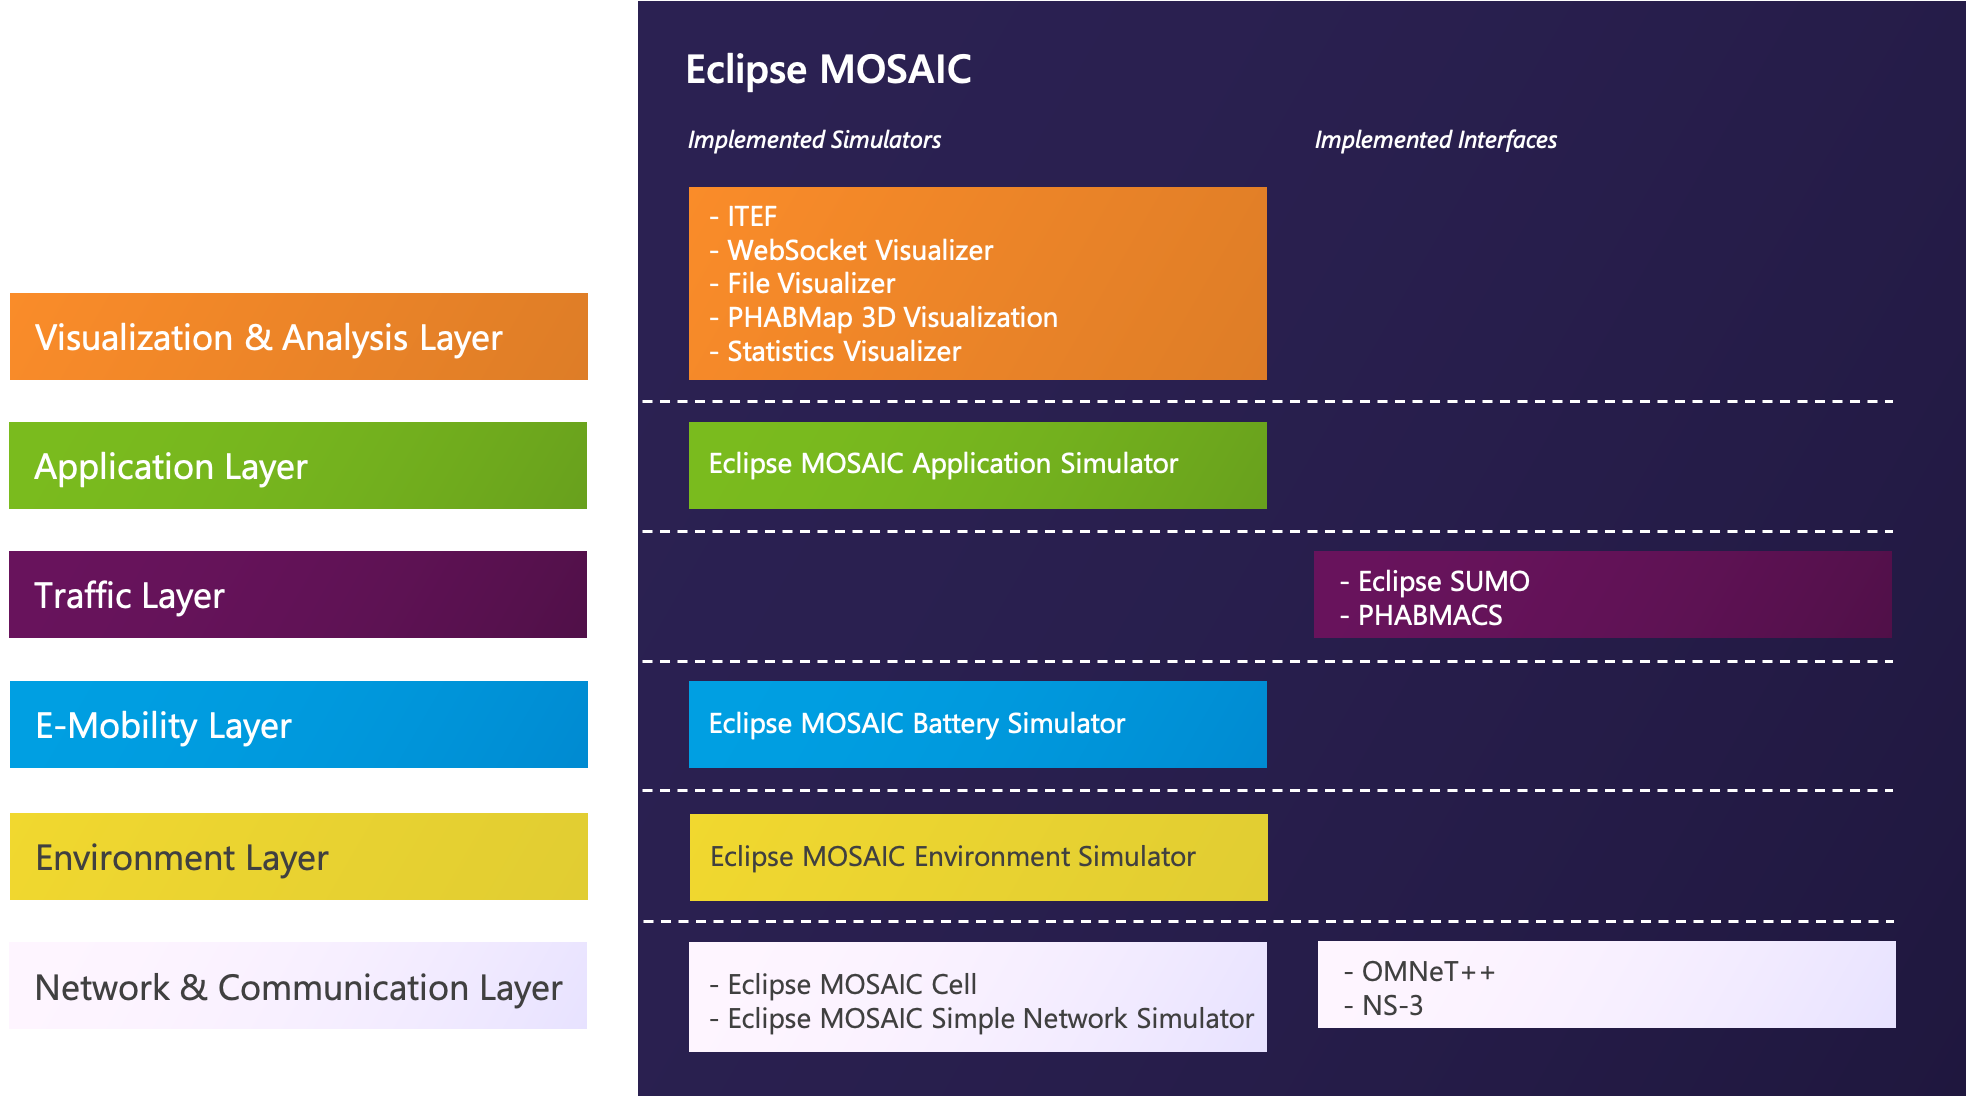 Eclipse MOSAIC
Implemented Simulators
Implemented Interfaces
Visualization & Analysis Layer
- ITEF
- WebSocket Visualizer
- File Visualizer
- PHABMap 3D Visualization
- Statistics Visualizer
Application Layer
Eclipse MOSAIC Application Simulator
Traffic Layer
- Eclipse SUMO
- PHABMACS
E-Mobility Layer
Eclipse MOSAIC Battery Simulator
Environment Layer
Eclipse MOSAIC Environment Simulator
Network & Communication Layer
- Eclipse MOSAIC Cell
- Eclipse MOSAIC Simple Network Simulator
- OMNeT++
- NS-3